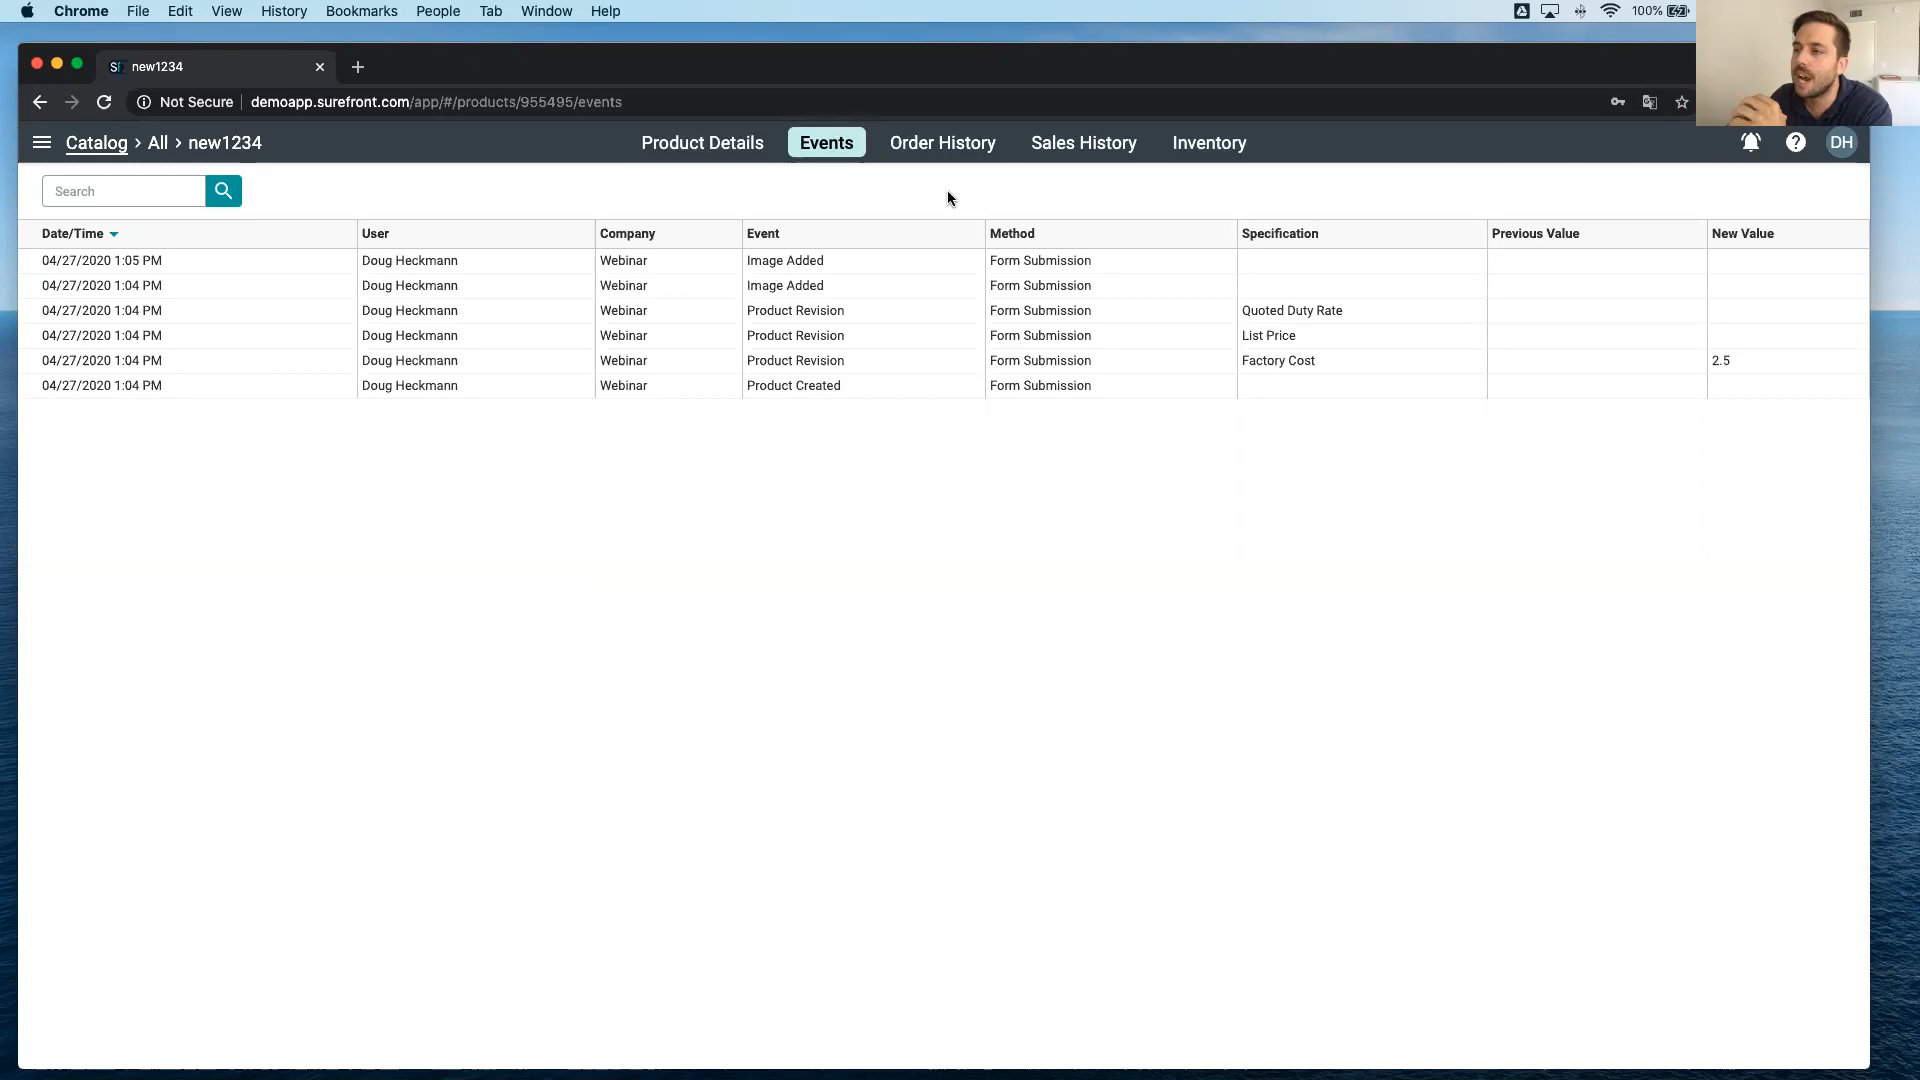 Chrome File Edit View History Bookmarks People Tab Window Help 100%
new1234
Not Secure demoapp.surefront.com/app/#/products/955495/events
Catalog > All > new1234 Product Details Events Order History Sales History Inventory DH
Search
Date/Time User Company Event Method Specification Previous Value New Value
04/27/2020 1:05 PM Doug Heckmann Webinar Image Added Form Submission
04/27/2020 1:04 PM Doug Heckmann Webinar Image Added Form Submission
04/27/2020 1:04 PM Doug Heckmann Webinar Product Revision Form Submission Quoted Duty Rate
04/27/2020 1:04 PM Doug Heckmann Webinar Product Revision Form Submission List Price
04/27/2020 1:04 PM Doug Heckmann Webinar Product Revision Form Submission Factory Cost 2.5
04/27/2020 1:04 PM Doug Heckmann Webinar Product Created Form Submission